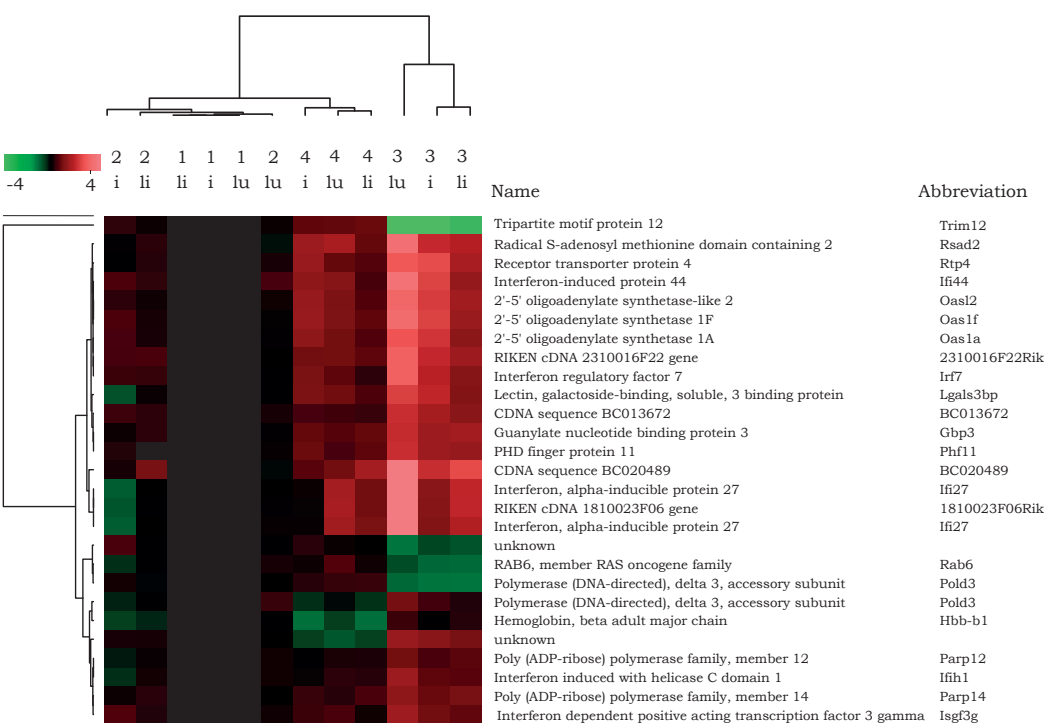 2 2 1 1 1 2 4 4 4 3 3 3
-4 4 i li li i lu lu i lu li lu i li
Name Abbreviation
Tripartite motif protein 12 Trim12
Radical S-adenosyl methionine domain containing 2 Rsad2
Receptor transporter protein 4 Rtp4
Interferon-induced protein 44 Ifi44
2'-5' oligoadenylate synthetase-like 2 Oasl2
2'-5' oligoadenylate synthetase 1F Oas1f
2'-5' oligoadenylate synthetase 1A Oas1a
RIKEN cDNA 2310016F22 gene 2310016F22Rik
Interferon regulatory factor 7 Irf7
Lectin, galactoside-binding, soluble, 3 binding protein Lgals3bp
CDNA sequence BC013672 BC013672
Guanylate nucleotide binding protein 3 Gbp3
PHD finger protein 11 Phf11
CDNA sequence BC020489 BC020489
Interferon, alpha-inducible protein 27 Ifi27
RIKEN cDNA 1810023F06 gene 1810023F06Rik
Interferon, alpha-inducible protein 27 Ifi27
unknown
RAB6, member RAS oncogene family Rab6
Polymerase (DNA-directed), delta 3, accessory subunit Pold3
Polymerase (DNA-directed), delta 3, accessory subunit Pold3
Hemoglobin, beta adult major chain Hbb-b1
unknown
Poly (ADP-ribose) polymerase family, member 12 Parp12
Interferon induced with helicase C domain 1 Ifih1
Poly (ADP-ribose) polymerase family, member 14 Parp14
Interferon dependent positive acting transcription factor 3 gamma Isgf3g